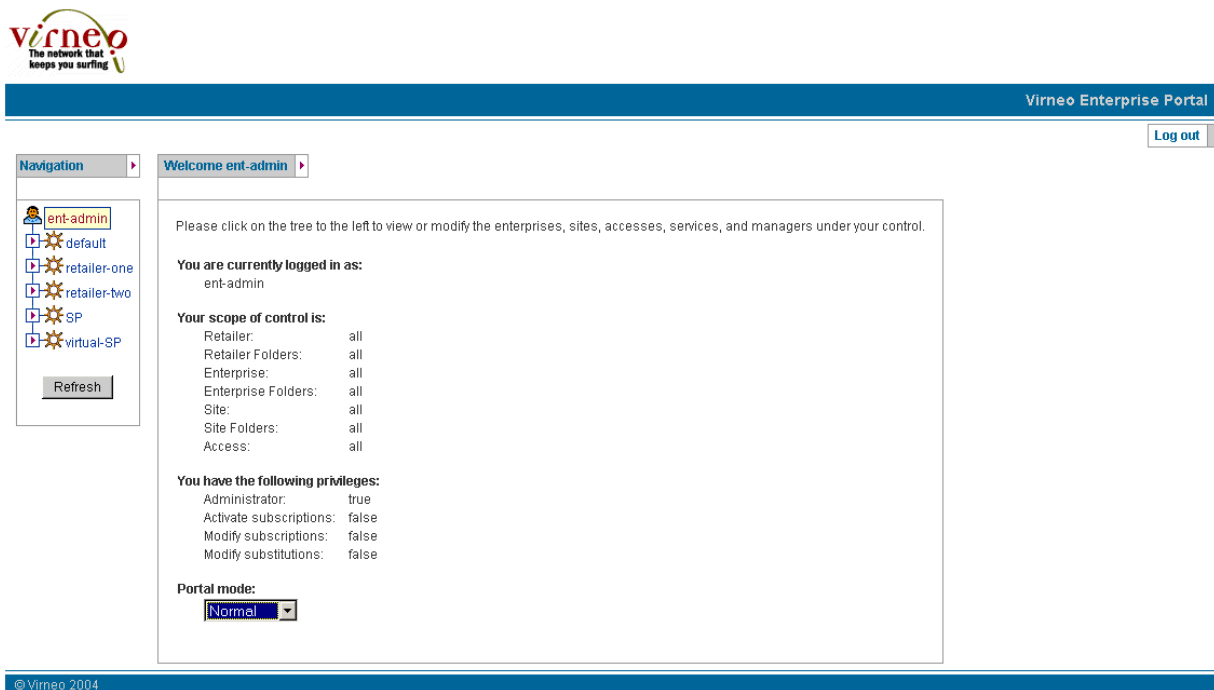 Virneo
The network that
keeps you surfing
Virneo Enterprise Portal
Log out
Navigation
Welcome ent-admin
ent-admin
default
retailer-one
retailer-two
SP
virtual-SP
Refresh
Please click on the tree to the left to view or modify the enterprises, sites, accesses, services, and managers under your control.
You are currently logged in as:
ent-admin
Your scope of control is:
Retailer: all
Retailer Folders: all
Enterprise: all
Enterprise Folders: all
Site: all
Site Folders: all
Access: all
You have the following privileges:
Administrator: true
Activate subscriptions: false
Modify subscriptions: false
Modify substitutions: false
Portal mode:
Normal
© Virneo 2004